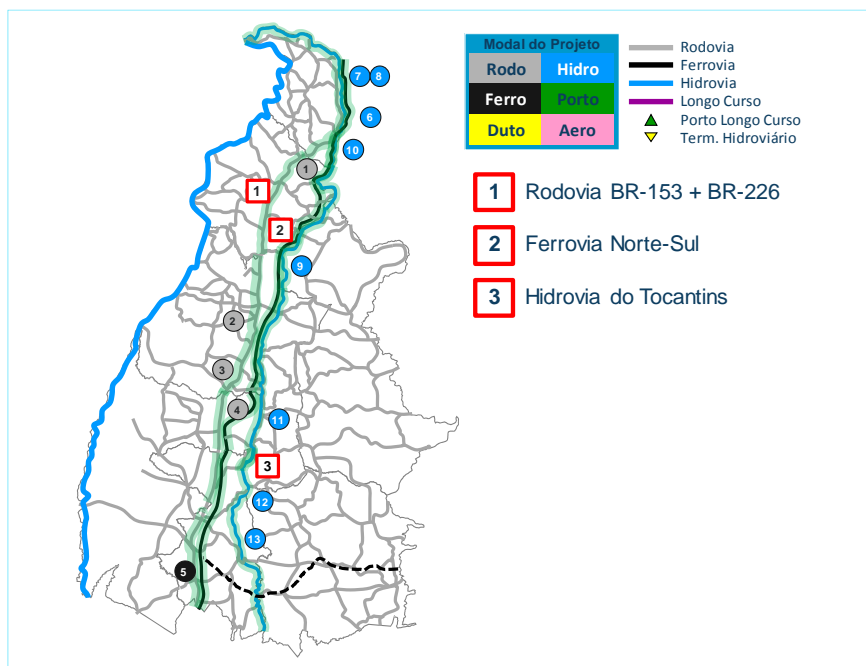 Modal do Projeto
Rodo Hidro
Ferro Porto
Duto Aero
Rodovia
Ferrovia
Hidrovia
Longo Curso
Porto Longo Curso
Term. Hidroviário
1 Rodovia BR-153 + BR-226
2 Ferrovia Norte-Sul
3 Hidrovia do Tocantins
7 8
6
10
1
1
2
9
2
3
4
11
3
12
13
5